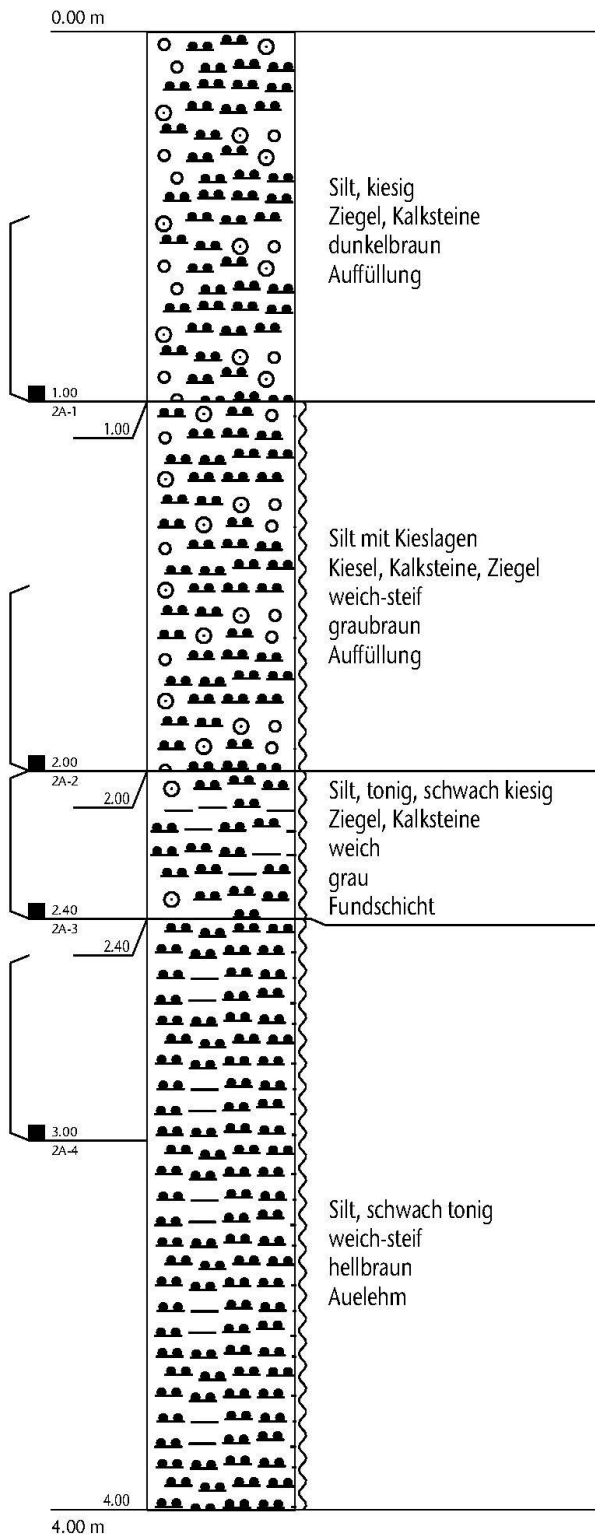 0.00 m
Silt, kiesig
Ziegel, Kalksteine
dunkelbraun
Auffüllung
1.00
2A-1
1.00
Silt mit Kieslagen
Kiesel, Kalksteine, Ziegel
weich-steif
graubraun
Auffüllung
2.00
2A-2
2.00
Silt, tonig, schwach kiesig
Ziegel, Kalksteine
weich
grau
Fundschicht
2.40
2A-3
2.40
3.00
2A-4
Silt, schwach tonig
weich-steif
hellbraun
Auelehm
4.00
4.00 m